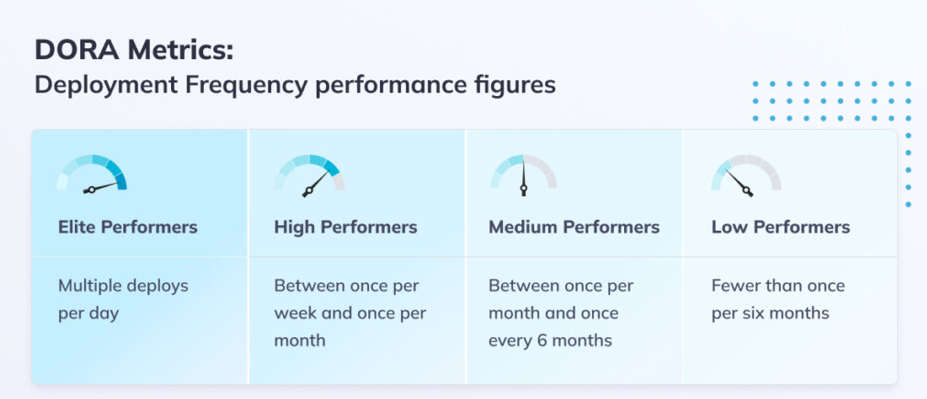 DORA Metrics:
Deployment Frequency performance figures
Elite Performers
Multiple deploys
per day
High Performers
Between once per
week and once per
month
Medium Performers
Between once per
month and once
every 6 months
Low Performers
Fewer than once
per six months